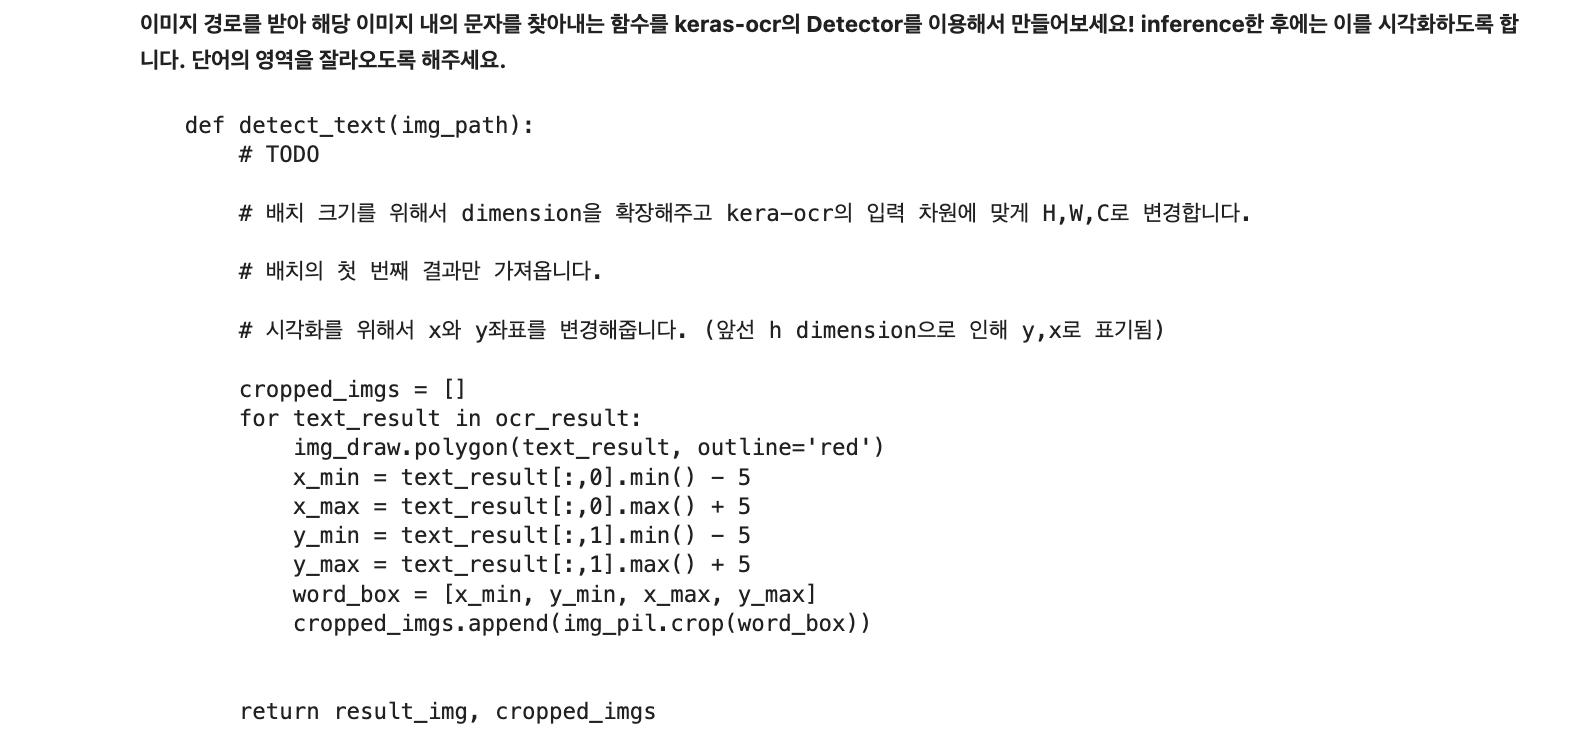 이미지 경로를 받아 해당 이미지 내의 문자를 찾아내는 함수를 keras-ocr의 Detector를 이용해서 만들어보세요! inference한 후에는 이를 시각화하도록 합
니다. 단어의 영역을 잘라오도록 해주세요.
def detect_text(img_path):
    # TODO
    # 배치 크기를 위해서 dimension을 확장해주고 kera-ocr의 입력 차원에 맞게 H,W,C로 변경합니다.
    # 배치의 첫 번째 결과만 가져옵니다.
    # 시각화를 위해서 x와 y좌표를 변경해줍니다. (앞선 h dimension으로 인해 y,x로 표기됨)
    cropped_imgs = []
    for text_result in ocr_result:
        img_draw.polygon(text_result, outline='red')
        x_min = text_result[:,0].min() - 5
        x_max = text_result[:,0].max() + 5
        y_min = text_result[:,1].min() - 5
        y_max = text_result[:,1].max() + 5
        word_box = [x_min, y_min, x_max, y_max]
        cropped_imgs.append(img_pil.crop(word_box))
    return result_img, cropped_imgs